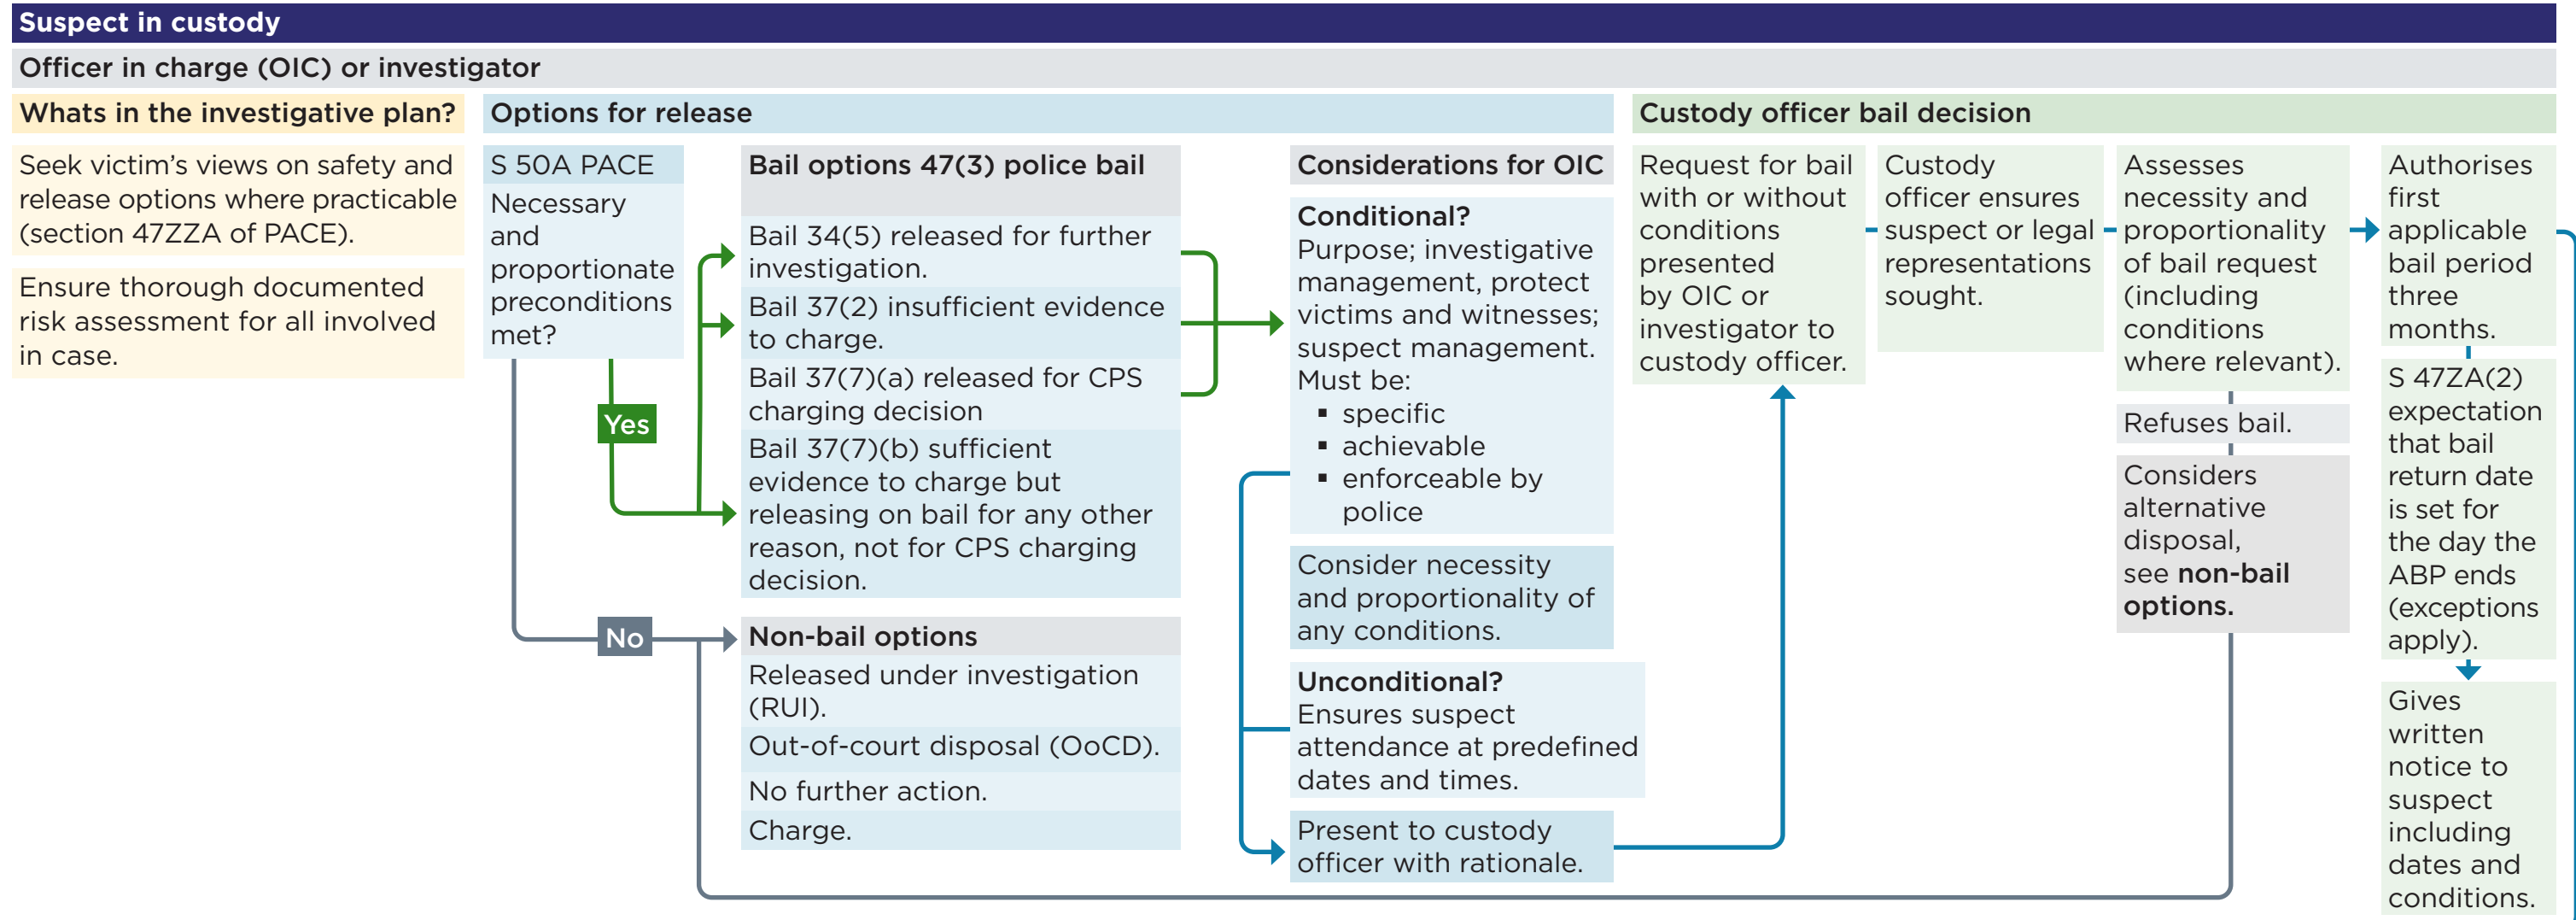 Suspect in custody
Officer in charge (OIC) or investigator
Whats in the investigative plan?
Seek victim's views on safety and
release options where practicable
(section 47ZZA of PACE).
Ensure thorough documented
risk assessment for all involved
in case.
Options for release
S 50A PACE
Necessary
and
proportionate
preconditions
met?
Yes
No
Bail options 47(3) police bail
Bail 34(5) released for further
investigation.
Bail 37(2) insufficient evidence
to charge.
Bail 37(7)(a) released for CPS
charging decision
Bail 37(7)(b) sufficient
evidence to charge but
releasing on bail for any other
reason, not for CPS charging
decision.
Non-bail options
Released under investigation
(RUI).
Out-of-court disposal (OoCD).
No further action.
Charge.
Considerations for OIC
Conditional?
Purpose; investigative
management, protect
victims and witnesses;
suspect management.
Must be:
▪ specific
▪ achievable
▪ enforceable by
police
Consider necessity
and proportionality of
any conditions.
Unconditional?
Ensures suspect
attendance at predefined
dates and times.
Present to custody
officer with rationale.
Custody officer bail decision
Request for bail
with or without
conditions
presented
by OIC or
investigator to
custody officer.
Custody
officer ensures
suspect or legal
representations
sought.
Assesses
necessity and
proportionality
of bail request
(including
conditions
where relevant).
Refuses bail.
Considers
alternative
disposal,
see non-bail
options.
Authorises
first
applicable
bail period
three
months.
S 47ZA(2)
expectation
that bail
return date
is set for
the day the
ABP ends
(exceptions
apply).
Gives
written
notice to
suspect
including
dates and
conditions.